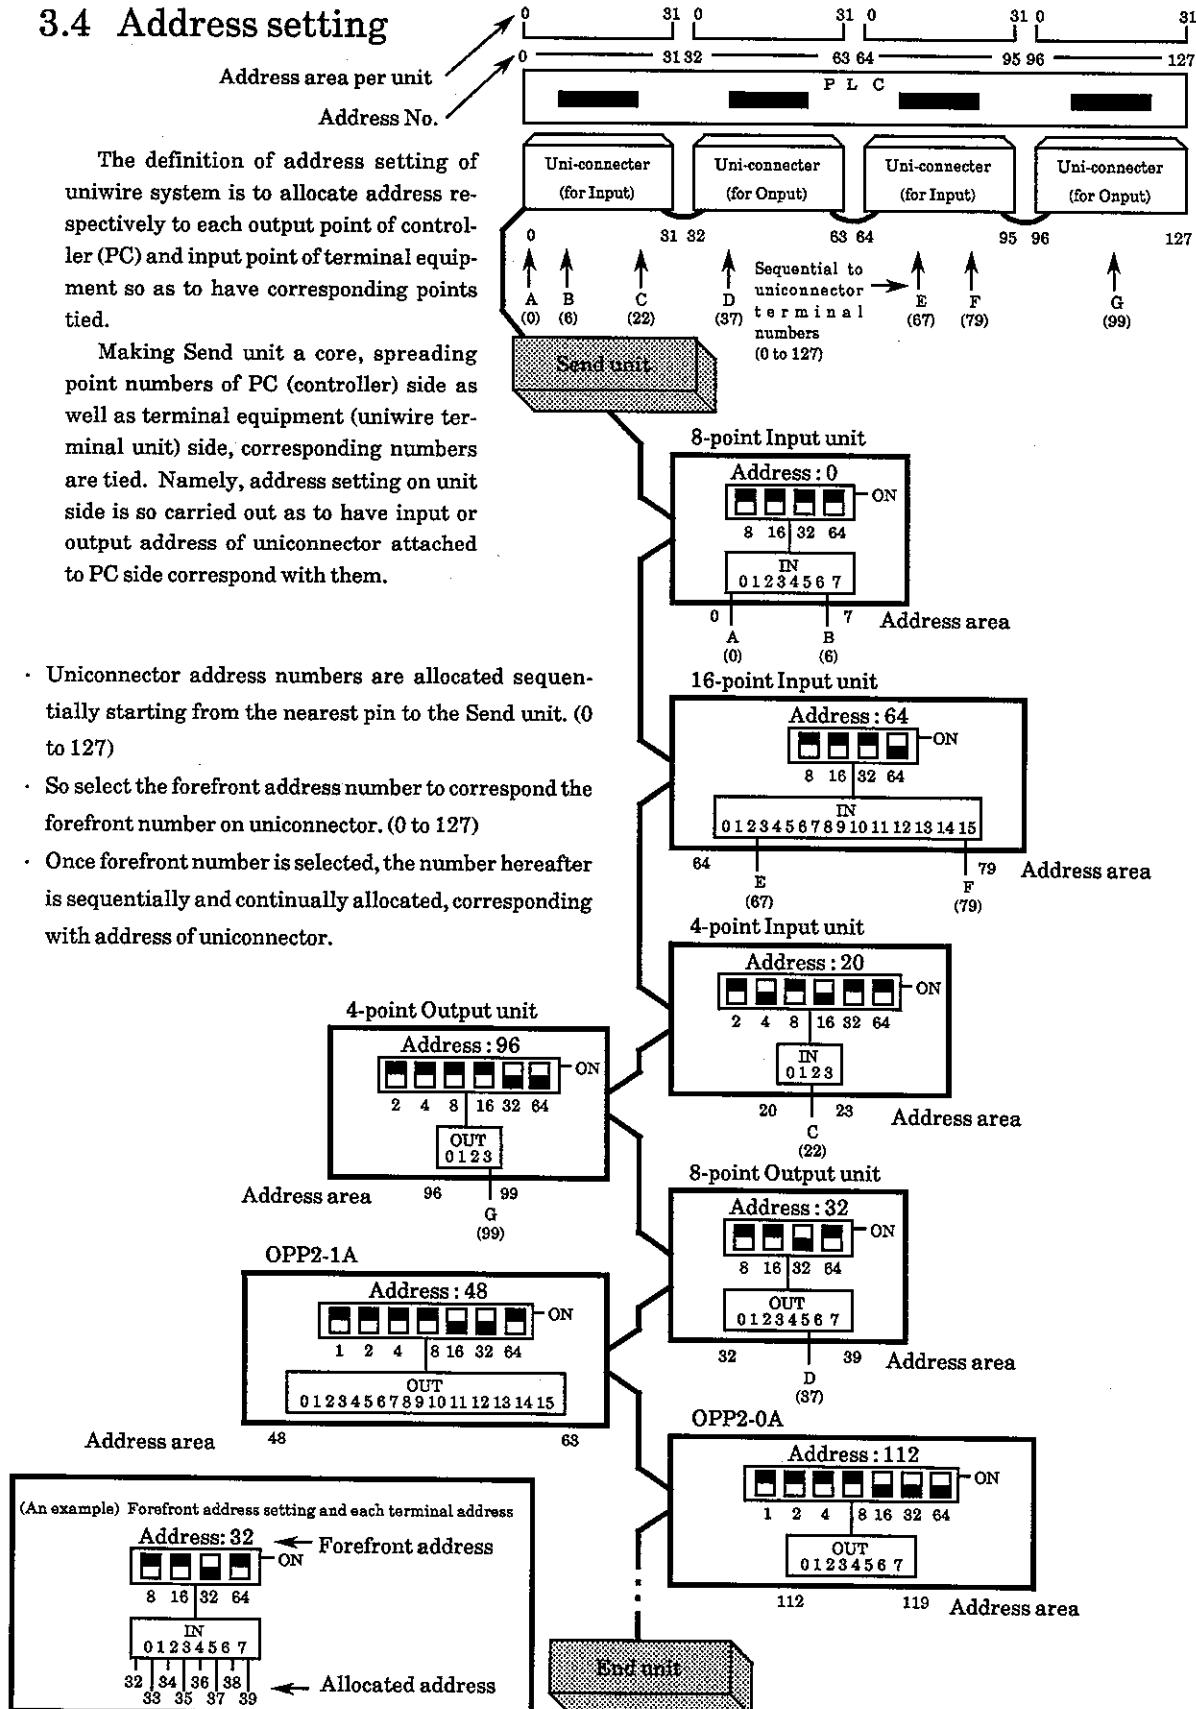 3.4 Address setting
0 31 0 31 0 31 0 31
Address area per unit
0 31 32 63 64 95 96 127
Address No.
P L C
Uni-connecter
(for Input)
Uni-connecter
(for Onput)
Uni-connecter
(for Input)
Uni-connecter
(for Onput)
0 31 32 63 64 95 96 127
A
(0)
B
(6)
C
(22)
D
(37)
Sequential to
uniconnector
terminal
numbers
(0 to 127)
E
(67)
F
(79)
G
(99)
The definition of address setting of
uniwire system is to allocate address re-
spectively to each output point of control-
ler (PC) and input point of terminal equip-
ment so as to have corresponding points
tied.
Making Send unit a core, spreading
point numbers of PC (controller) side as
well as terminal equipment (uniwire ter-
minal unit) side, corresponding numbers
are tied. Namely, address setting on unit
side is so carried out as to have input or
output address of uniconnector attached
to PC side correspond with them.
· Uniconnector address numbers are allocated sequen-
tially starting from the nearest pin to the Send unit. (0
to 127)
· So select the forefront address number to correspond the
forefront number on uniconnector. (0 to 127)
· Once forefront number is selected, the number hereafter
is sequentially and continually allocated, corresponding
with address of uniconnector.
Send unit
8-point Input unit
Address : 0
ON
8 16 32 64
IN
0 1 2 3 4 5 6 7
0 7 Address area
A
(0)
B
(6)
16-point Input unit
Address : 64
ON
8 16 32 64
IN
0 1 2 3 4 5 6 7 8 9 10 11 12 13 14 15
64 79 Address area
E
(67)
F
(79)
4-point Input unit
Address : 20
ON
2 4 8 16 32 64
IN
0 1 2 3
20 23 Address area
C
(22)
4-point Output unit
Address : 96
ON
2 4 8 16 32 64
OUT
0 1 2 3
Address area 96 99
G
(99)
8-point Output unit
Address : 32
ON
8 16 32 64
OUT
0 1 2 3 4 5 6 7
32 39 Address area
D
(37)
OPP2-1A
Address : 48
ON
1 2 4 8 16 32 64
OUT
0 1 2 3 4 5 6 7 8 9 10 11 12 13 14 15
Address area 48 63
OPP2-0A
Address : 112
ON
1 2 4 8 16 32 64
OUT
0 1 2 3 4 5 6 7
112 119 Address area
(An example) Forefront address setting and each terminal address
Address: 32 Forefront address
ON
8 16 32 64
IN
0 1 2 3 4 5 6 7
32 34 36 38
33 35 37 39 Allocated address
End unit